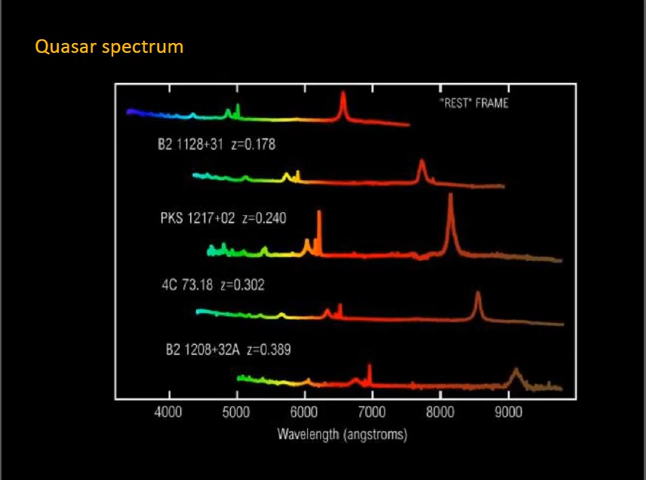 Quasar spectrum
"REST" FRAME
B2 1128+31 z=0.178
PKS 1217+02 z=0.240
4C 73.18 z=0.302
B2 1208+32A z=0.389
4000 5000 6000 7000 8000 9000
Wavelength (angstroms)